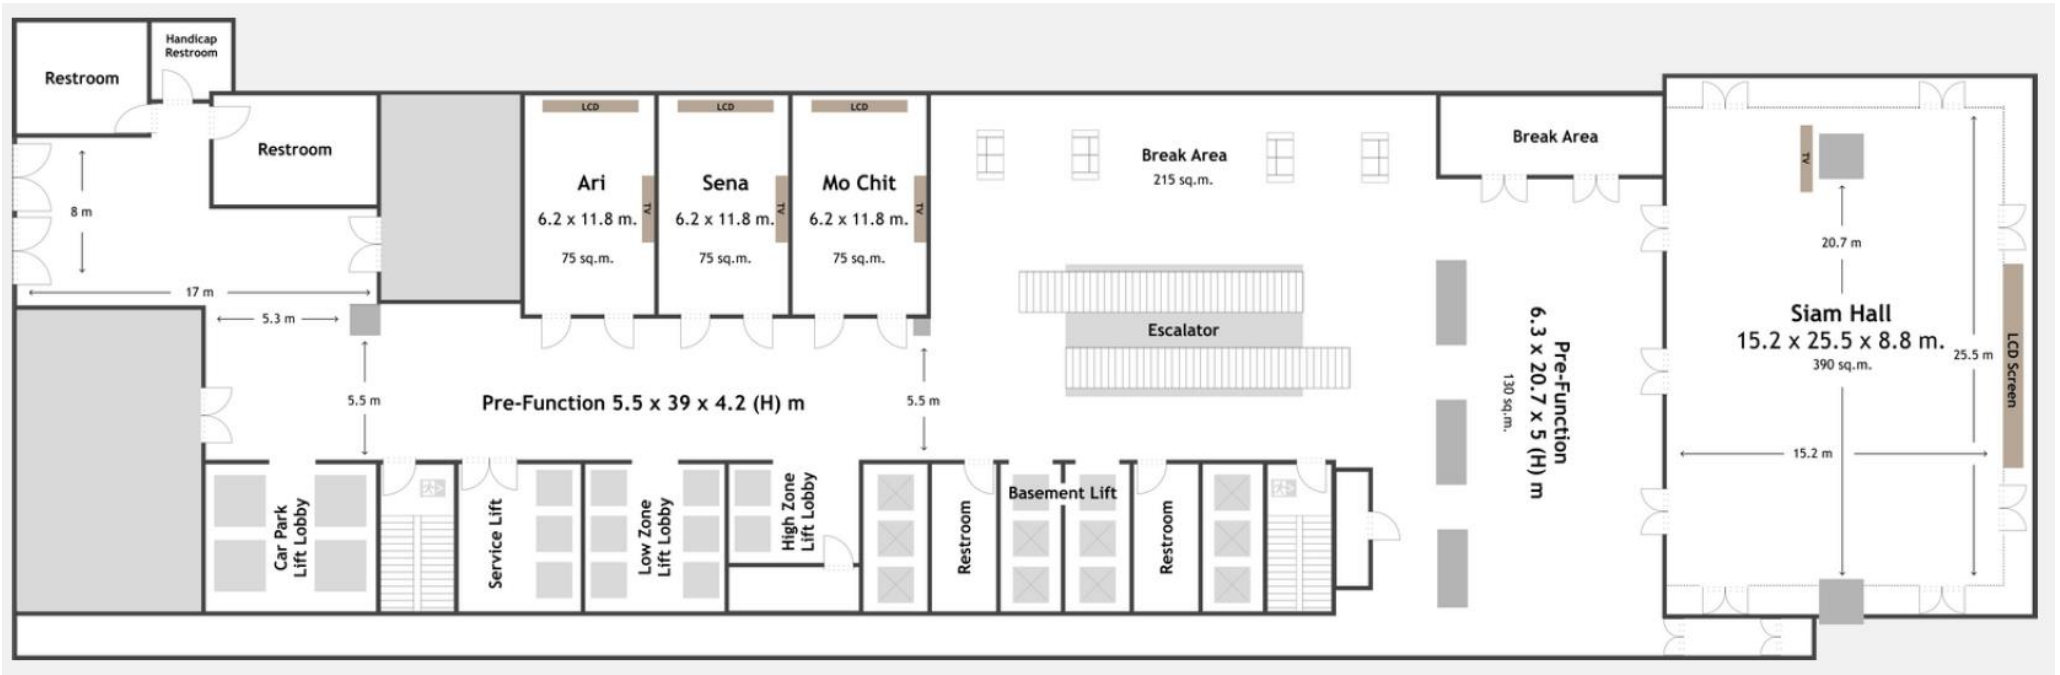 Handicap
Restroom
Restroom
Restroom
8 m
17 m
5.3 m
5.5 m
LCD
LCD
LCD
Ari
6.2 x 11.8 m.
75 sq.m.
TV
Sena
6.2 x 11.8 m.
75 sq.m.
TV
Mo Chit
6.2 x 11.8 m.
75 sq.m.
TV
Pre-Function 5.5 x 39 x 4.2 (H) m
5.5 m
Break Area
215 sq.m.
Escalator
Break Area
Pre-Function
6.3 x 20.7 x 5 (H) m
130 sq.m.
TV
20.7 m
Siam Hall
15.2 x 25.5 x 8.8 m.
390 sq.m.
25.5 m
15.2 m
LCD Screen
Car Park
Lift Lobby
Service Lift
Low Zone
Lift Lobby
High Zone
Lift Lobby
Restroom
Basement Lift
Restroom